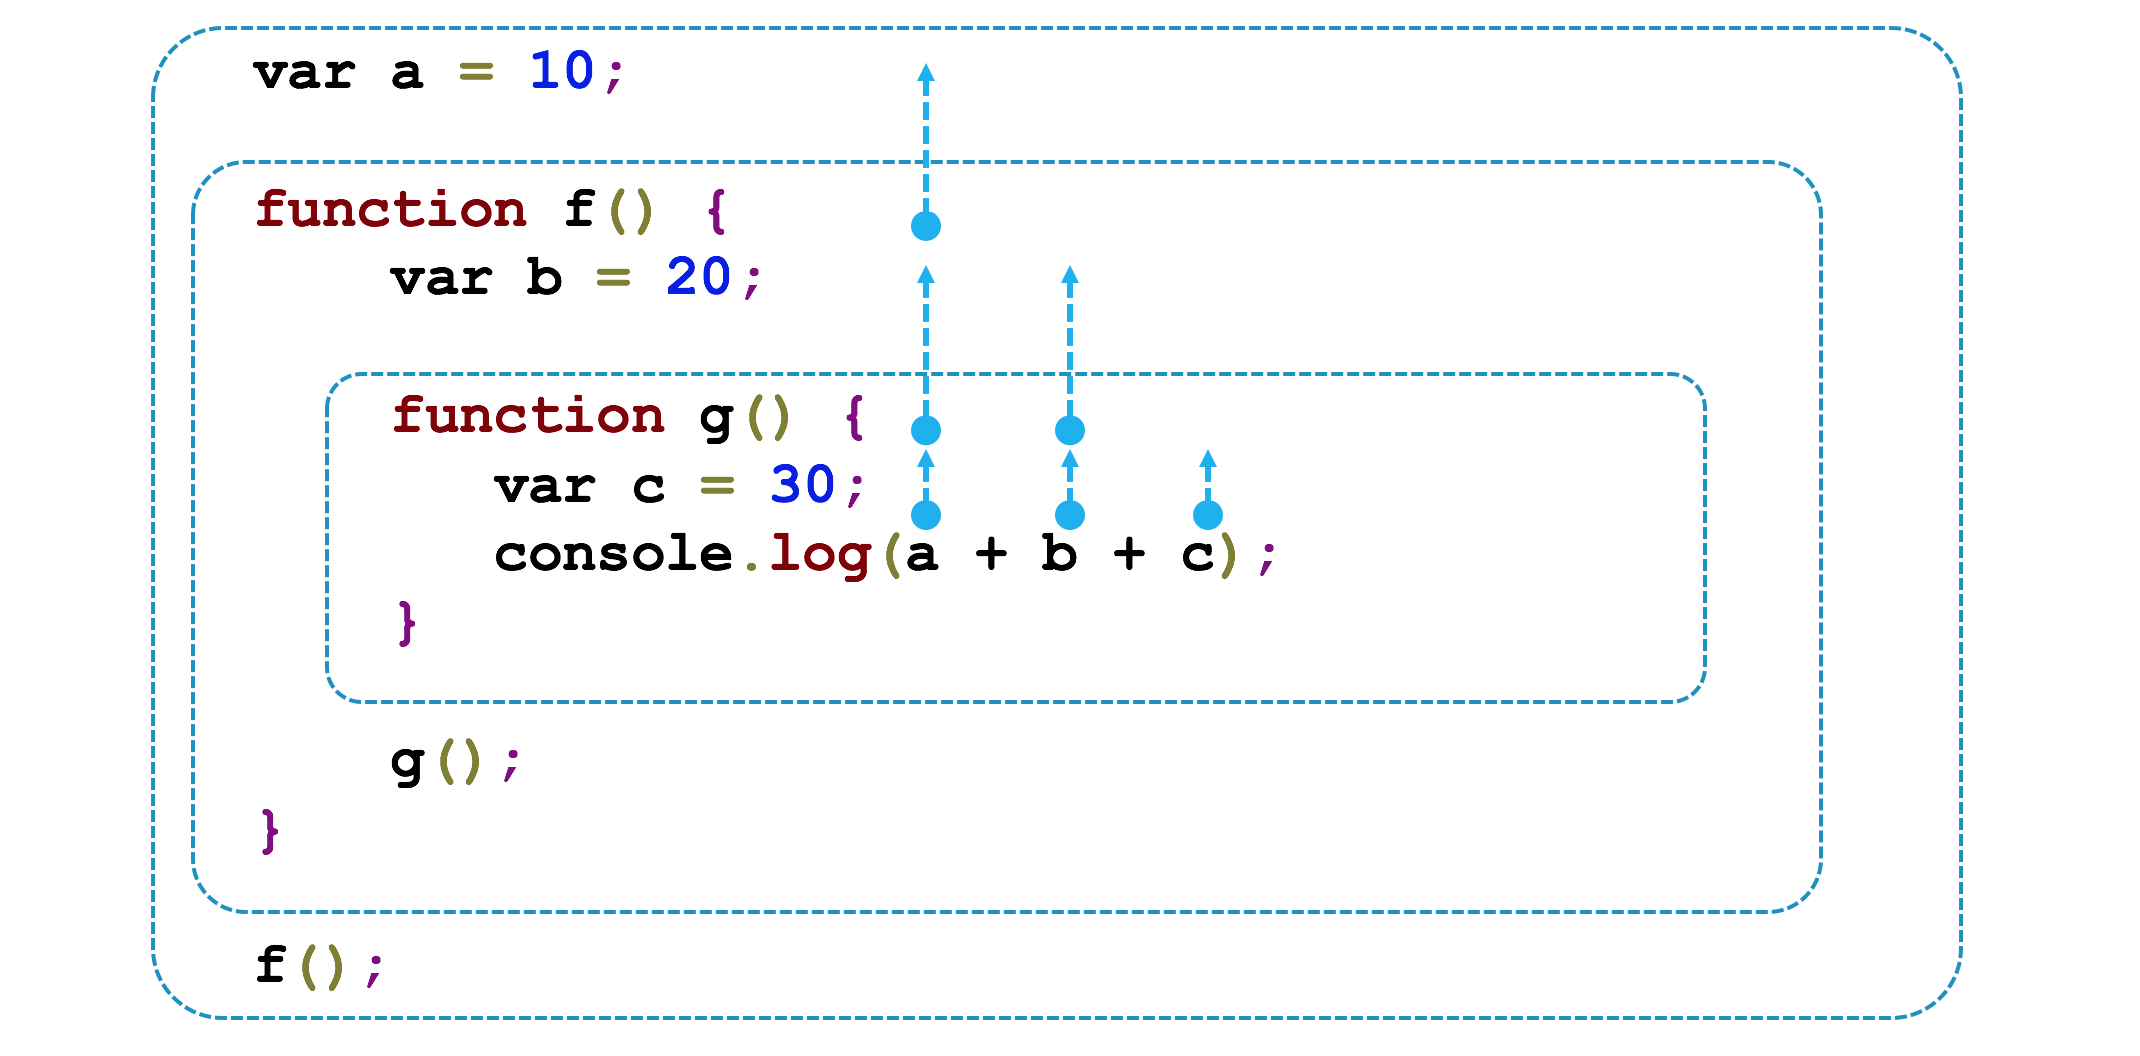 var a = 10;
function f() {
var b = 20;
function g() {
var c = 30;
console.log(a + b + c);
}
g();
}
f();